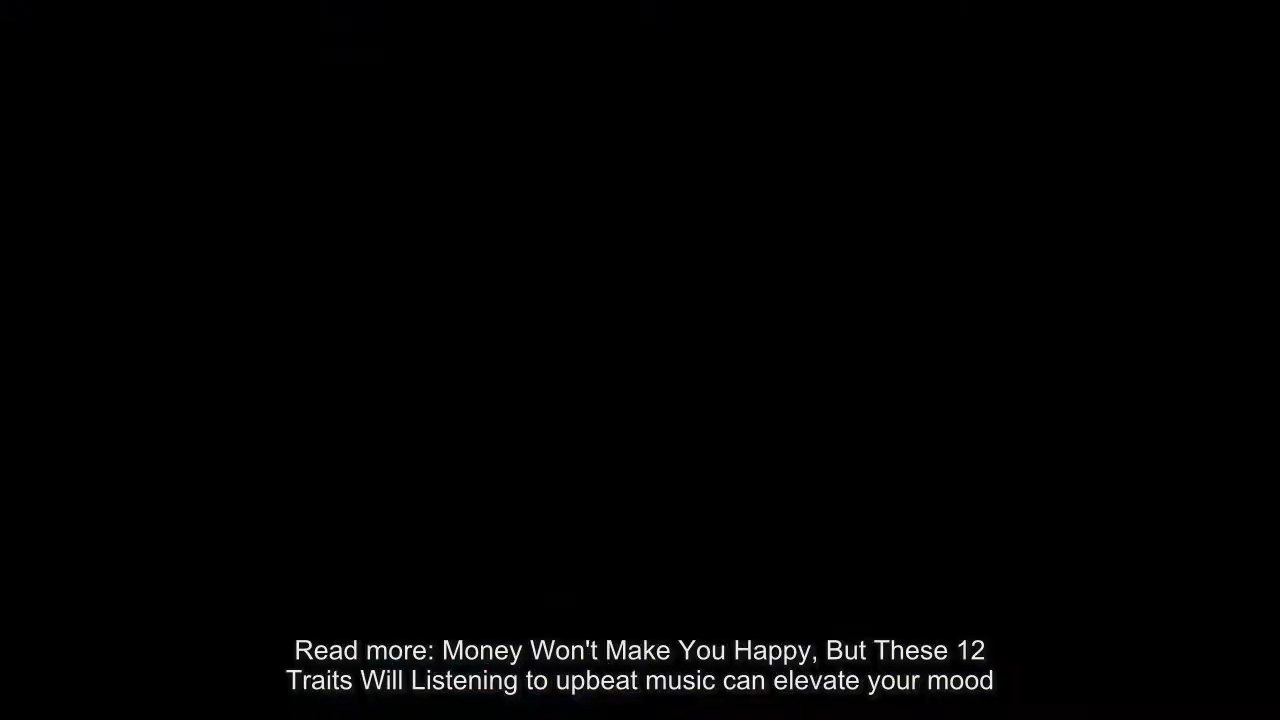 Read more: Money Won't Make You Happy, But These 12
Traits Will Listening to upbeat music can elevate your mood